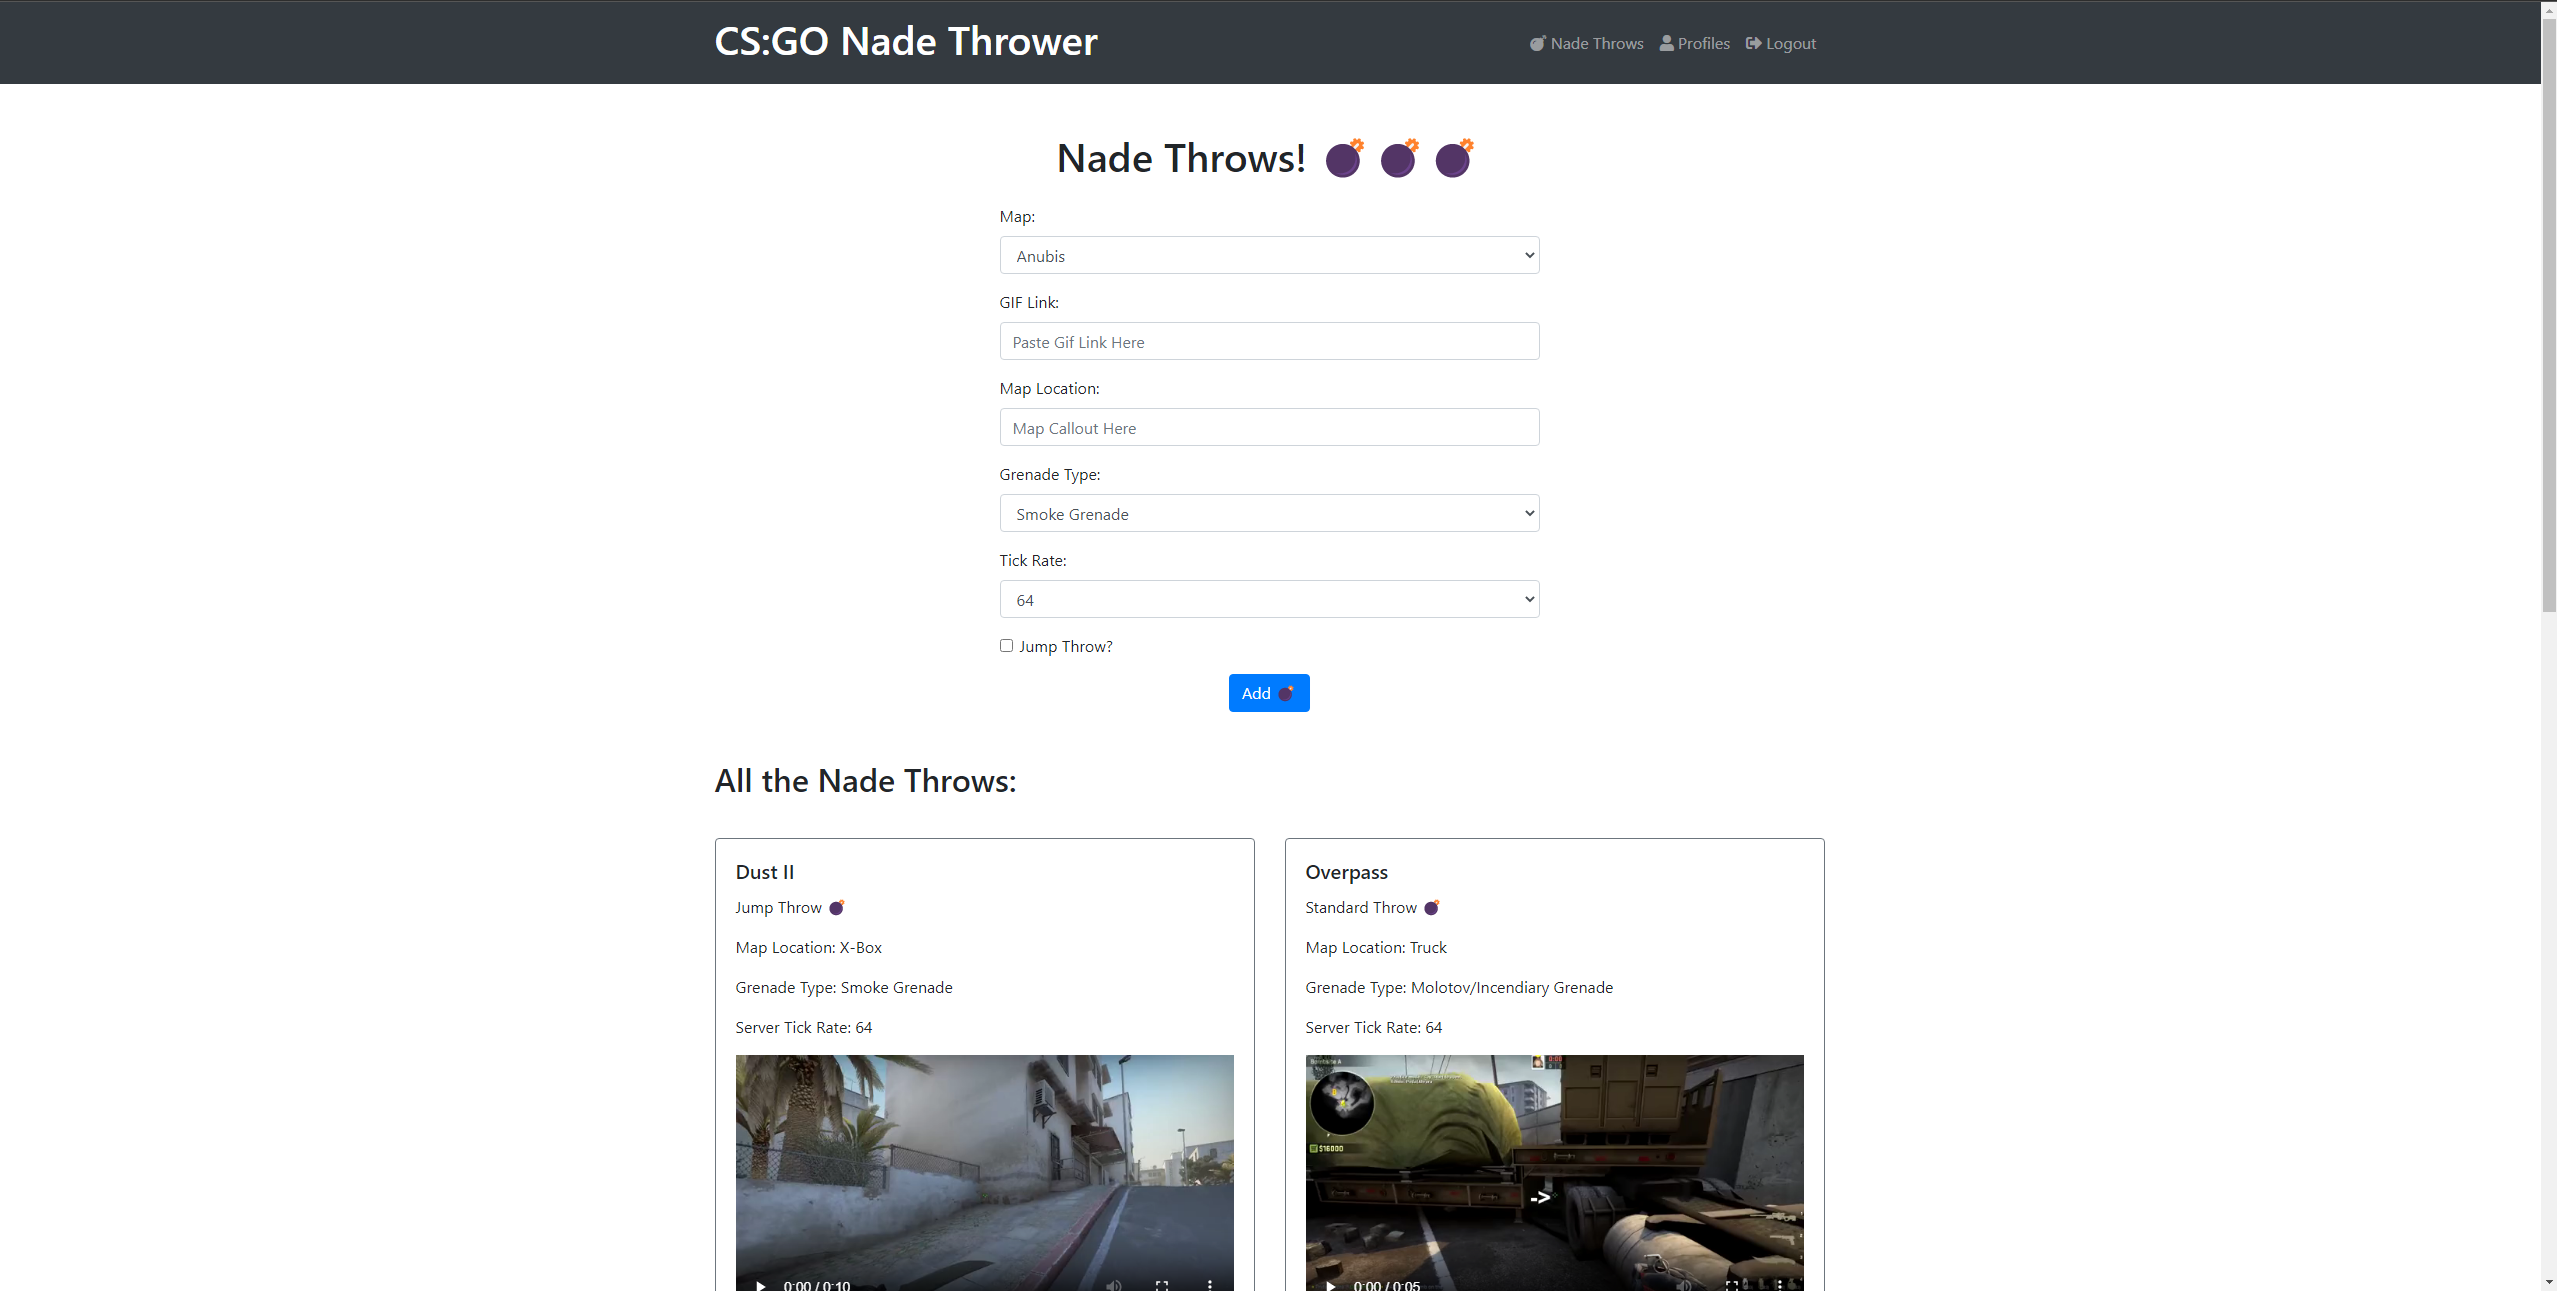 CS:GO Nade Thrower
Nade Throws Profiles Logout
Nade Throws!
Map:
Anubis
GIF Link:
Paste Gif Link Here
Map Location:
Map Callout Here
Grenade Type:
Smoke Grenade
Tick Rate:
64
Jump Throw?
Add
All the Nade Throws:
Dust II
Jump Throw
Map Location: X-Box
Grenade Type: Smoke Grenade
Server Tick Rate: 64
0:00 / 0:10
Overpass
Standard Throw
Map Location: Truck
Grenade Type: Molotov/Incendiary Grenade
Server Tick Rate: 64
0:00
$16000
->
0:00 / 0:05